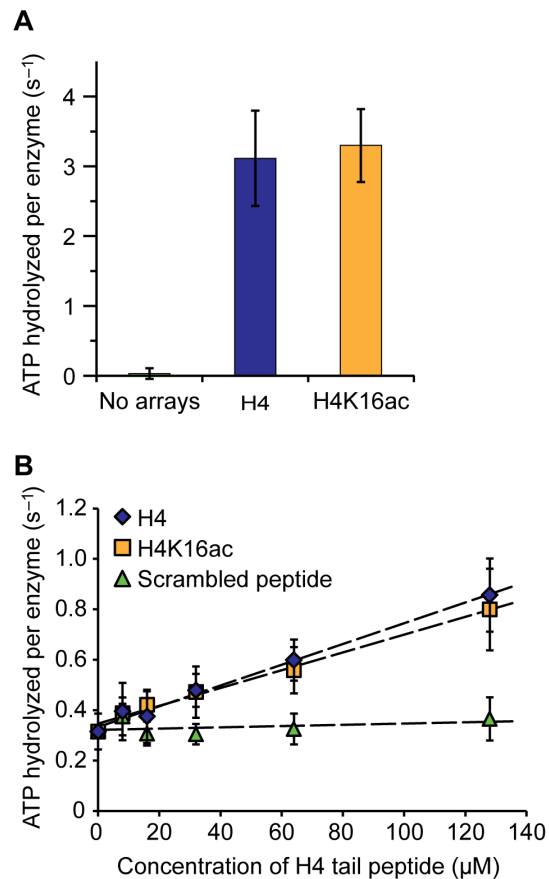 A
ATP hydrolyzed per enzyme (s⁻¹)
4
3
2
1
0
No arrays H4 H4K16ac
B
ATP hydrolyzed per enzyme (s⁻¹)
1.2
1.0
0.8
0.6
0.4
0.2
0
H4
H4K16ac
Scrambled peptide
0 20 40 60 80 100 120 140
Concentration of H4 tail peptide (µM)